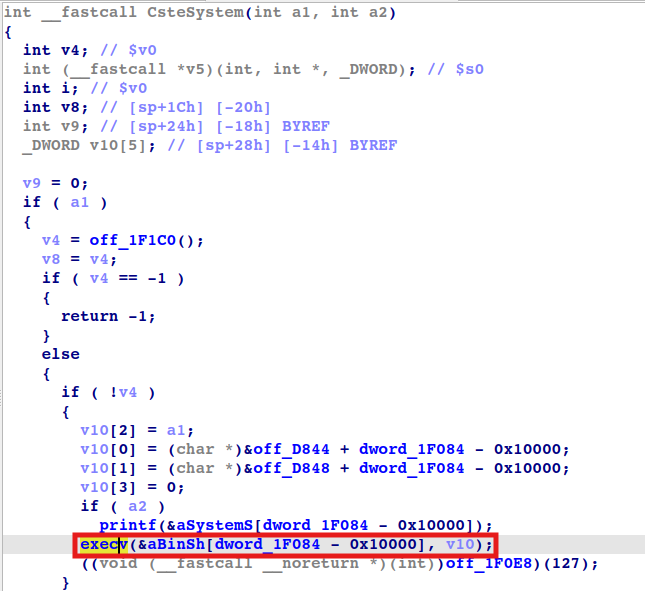 int __fastcall CsteSystem(int a1, int a2)
{
int v4; // $v0
int (__fastcall *v5)(int, int *, _DWORD); // $s0
int i; // $v0
int v8; // [sp+1Ch] [-20h]
int v9; // [sp+24h] [-18h] BYREF
_DWORD v10[5]; // [sp+28h] [-14h] BYREF
v9 = 0;
if ( a1 )
{
v4 = off_1F1C0();
v8 = v4;
if ( v4 == -1 )
{
return -1;
}
else
{
if ( !v4 )
{
v10[2] = a1;
v10[0] = (char *)&off_D844 + dword_1F084 - 0x10000;
v10[1] = (char *)&off_D848 + dword_1F084 - 0x10000;
v10[3] = 0;
if ( a2 )
printf(&aSystemS[dword_1F084 - 0x10000]);
execv(&aBinSh[dword_1F084 - 0x10000], v10);
((void (__fastcall __noreturn *)(int))off_1F0E8)(127);
}